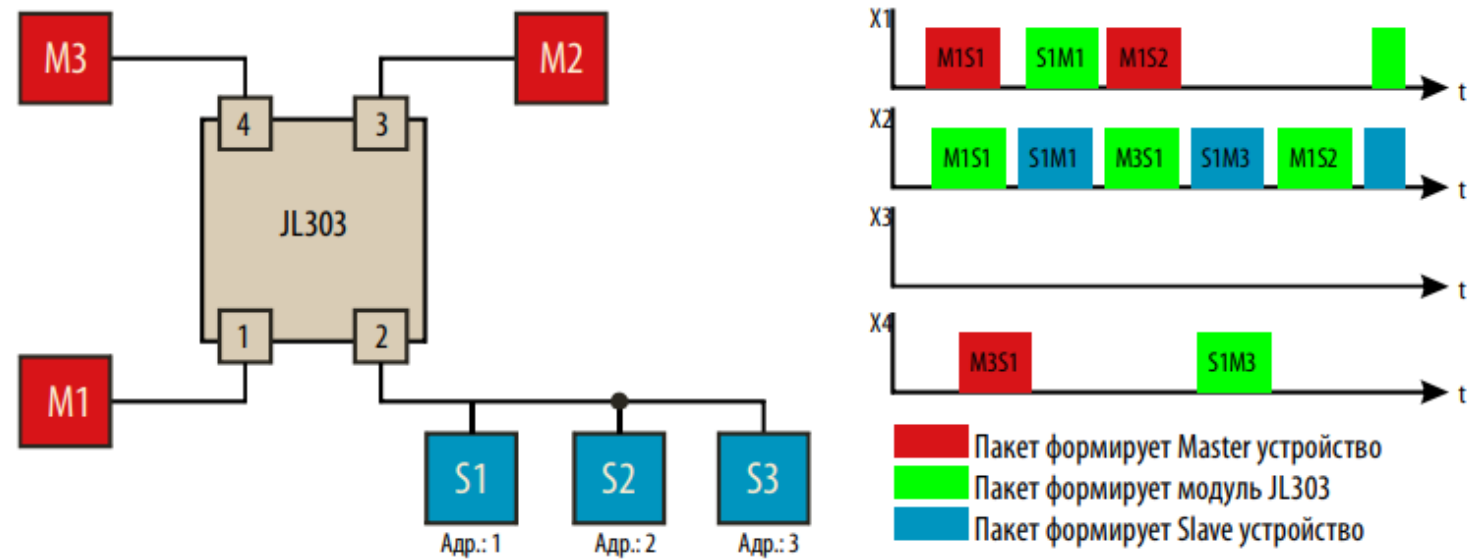 M3
M2
4
3
JL303
1
2
M1
S1
S2
S3
Адр.: 1
Адр.: 2
Адр.: 3
X1
M1S1
S1M1
M1S2
t
X2
M1S1
S1M1
M3S1
S1M3
M1S2
t
X3
t
X4
M3S1
S1M3
t
Пакет формирует Master устройство
Пакет формирует модуль JL303
Пакет формирует Slave устройство